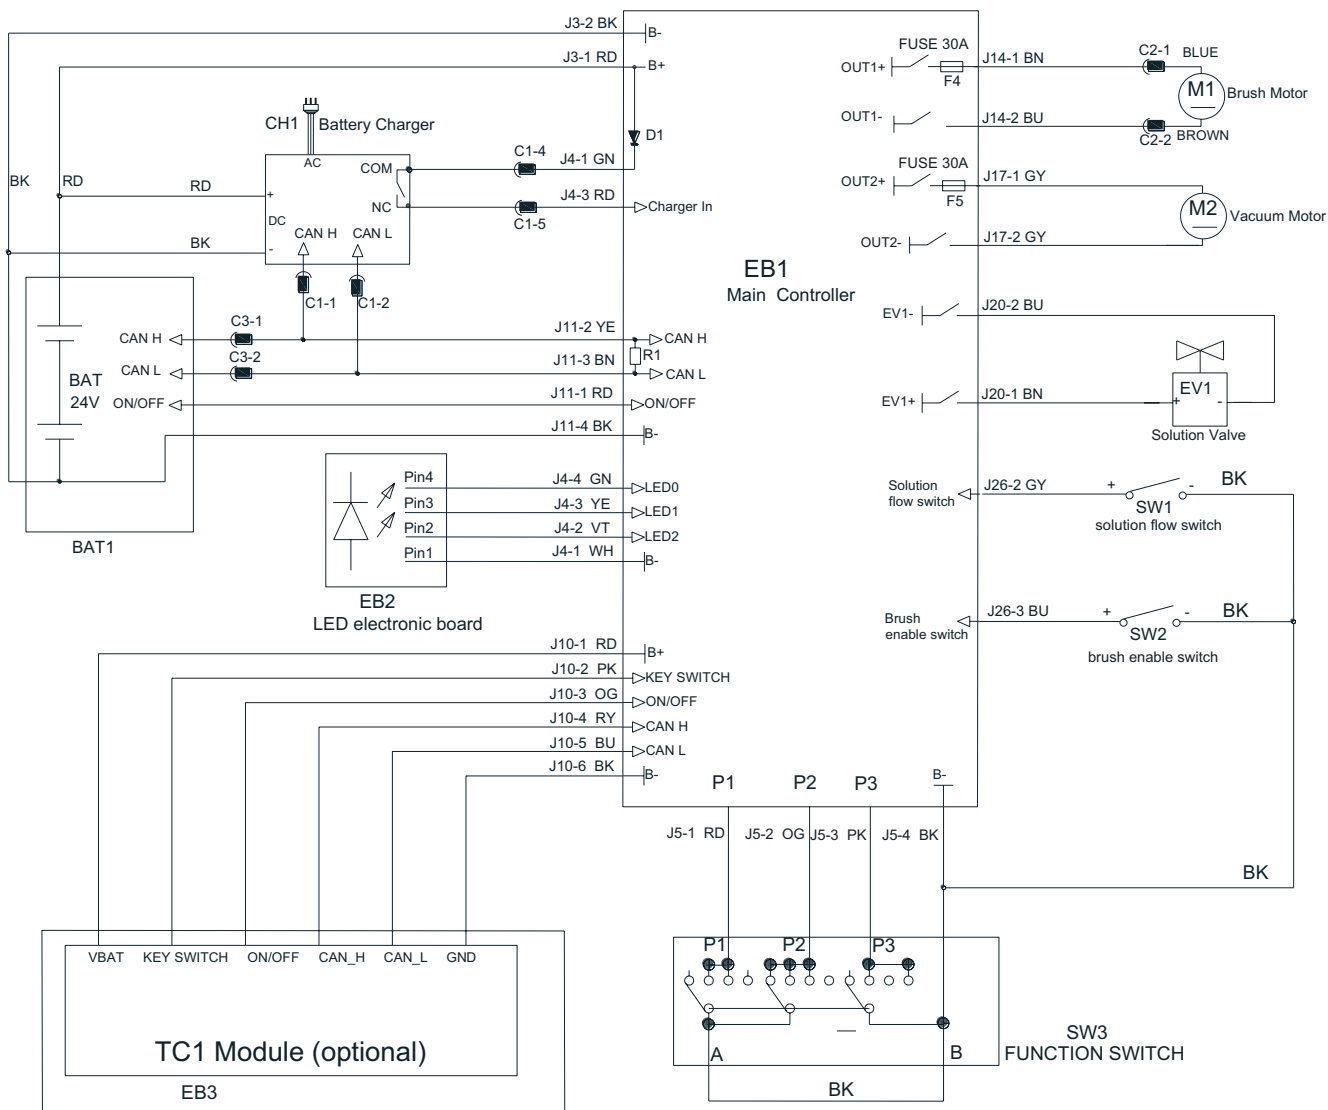 J3-2 BK
B-
J3-1 RD
B+
FUSE 30A
J14-1 BN
C2-1
BLUE
OUT1+
F4
M1
Brush Motor
CH1
Battery Charger
D1
OUT1-
J14-2 BU
C2-2
BROWN
AC
COM
C1-4
J4-1 GN
FUSE 30A
OUT2+
F5
J17-1 GY
BK
RD
RD
+
NC
J4-3 RD
Charger In
C1-5
M2
Vacuum Motor
DC
CAN H
CAN L
BK
-
OUT2-
J17-2 GY
EB1
Main Controller
C1-1
C1-2
EV1-
J20-2 BU
C3-1
J11-2 YE
CAN H
CAN H
C3-2
R1
J11-3 BN
CAN L
CAN L
BAT
24V
EV1
+
-
ON/OFF
J11-1 RD
ON/OFF
EV1+
J20-1 BN
J11-4 BK
B-
Solution Valve
Pin4
J4-4 GN
LED0
Pin3
J4-3 YE
LED1
Pin2
J4-2 VT
LED2
Pin1
J4-1 WH
B-
Solution
flow switch
J26-2 GY
+
-
BK
SW1
solution flow switch
BAT1
EB2
LED electronic board
Brush
enable switch
J26-3 BU
+
-
BK
SW2
brush enable switch
J10-1 RD
B+
J10-2 PK
KEY SWITCH
J10-3 OG
ON/OFF
J10-4 RY
CAN H
J10-5 BU
CAN L
J10-6 BK
B-
P1
P2
P3
B-
J5-1 RD
J5-2 OG
J5-3 PK
J5-4 BK
BK
VBAT
KEY SWITCH
ON/OFF
CAN_H
CAN_L
GND
P1
P2
P3
TC1 Module (optional)
EB3
A
B
SW3
FUNCTION SWITCH
BK